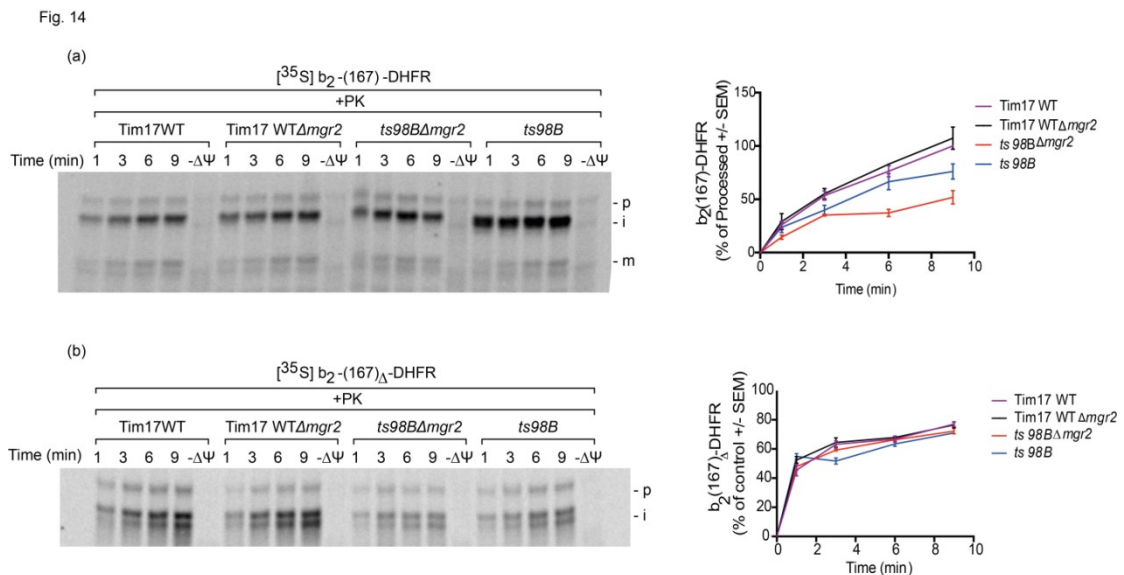 Fig. 14
(a)
[35S] b2-(167) -DHFR
+PK
Tim17WT Tim17 WTΔmgr2 ts98BΔmgr2 ts98B
Time (min) 1 3 6 9 -ΔΨ 1 3 6 9 -ΔΨ 1 3 6 9 -ΔΨ 1 3 6 9 -ΔΨ
- p
- i
- m
b2(167)-DHFR
(% of Processed +/- SEM)
150
100
50
0
0 2 4 6 8 10
Time (min)
Tim17 WT
Tim17 WTΔmgr2
ts 98BΔmgr2
ts 98B
(b)
[35S] b2-(167)Δ-DHFR
+PK
Tim17WT Tim17 WTΔmgr2 ts98BΔmgr2 ts98B
Time (min) 1 3 6 9 -ΔΨ 1 3 6 9 -ΔΨ 1 3 6 9 -ΔΨ 1 3 6 9 -ΔΨ
- p
- i
b2(167)Δ-DHFR
(% of control +/- SEM)
100
80
60
40
20
0
0 2 4 6 8 10
Time (min)
Tim17 WT
Tim17 WTΔmgr2
ts 98BΔmgr2
ts 98B